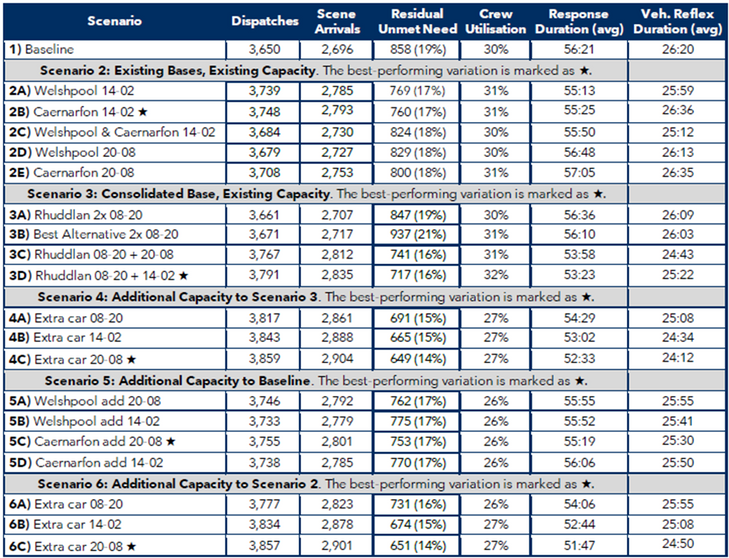 Scenario Dispatches Scene Arrivals Residual Unmet Need Crew Utilisation Response Duration (avg) Veh. Reflex Duration (avg)
1) Baseline 3,650 2,696 858 (19%) 30% 56:21 26:20
Scenario 2: Existing Bases, Existing Capacity. The best-performing variation is marked as ★.
2A) Welshpool 14-02 3,739 2,785 769 (17%) 31% 55:13 25:59
2B) Caernarfon 14-02 ★ 3,748 2,793 760 (17%) 31% 55:25 26:36
2C) Welshpool & Caernarfon 14-02 3,684 2,730 824 (18%) 30% 55:50 25:12
2D) Welshpool 20-08 3,679 2,727 829 (18%) 30% 56:48 26:13
2E) Caernarfon 20-08 3,708 2,753 800 (18%) 31% 57:05 26:35
Scenario 3: Consolidated Base, Existing Capacity. The best-performing variation is marked as ★.
3A) Rhuddlan 2x 08-20 3,661 2,707 847 (19%) 30% 56:36 26:09
3B) Best Alternative 2x 08-20 3,671 2,717 937 (21%) 31% 56:10 26:03
3C) Rhuddlan 08-20 + 20-08 3,767 2,812 741 (16%) 31% 53:58 24:43
3D) Rhuddlan 08-20 + 14-02 ★ 3,791 2,835 717 (16%) 32% 53:23 25:22
Scenario 4: Additional Capacity to Scenario 3. The best-performing variation is marked as ★.
4A) Extra car 08-20 3,817 2,861 691 (15%) 27% 54:29 25:08
4B) Extra car 14-02 3,843 2,888 665 (15%) 27% 53:02 24:34
4C) Extra car 20-08 ★ 3,859 2,904 649 (14%) 27% 52:33 24:12
Scenario 5: Additional Capacity to Baseline. The best-performing variation is marked as ★.
5A) Welshpool add 20-08 3,746 2,792 762 (17%) 26% 55:55 25:55
5B) Welshpool add 14-02 3,733 2,779 775 (17%) 26% 55:52 25:41
5C) Caernarfon add 20-08 ★ 3,755 2,801 753 (17%) 26% 55:19 25:30
5D) Caernarfon add 14-02 3,738 2,785 770 (17%) 26% 56:06 25:50
Scenario 6: Additional Capacity to Scenario 2. The best-performing variation is marked as ★.
6A) Extra car 08-20 3,777 2,823 731 (16%) 26% 54:06 25:55
6B) Extra car 14-02 3,834 2,878 674 (15%) 27% 52:44 25:08
6C) Extra car 20-08 ★ 3,857 2,901 651 (14%) 27% 51:47 24:50